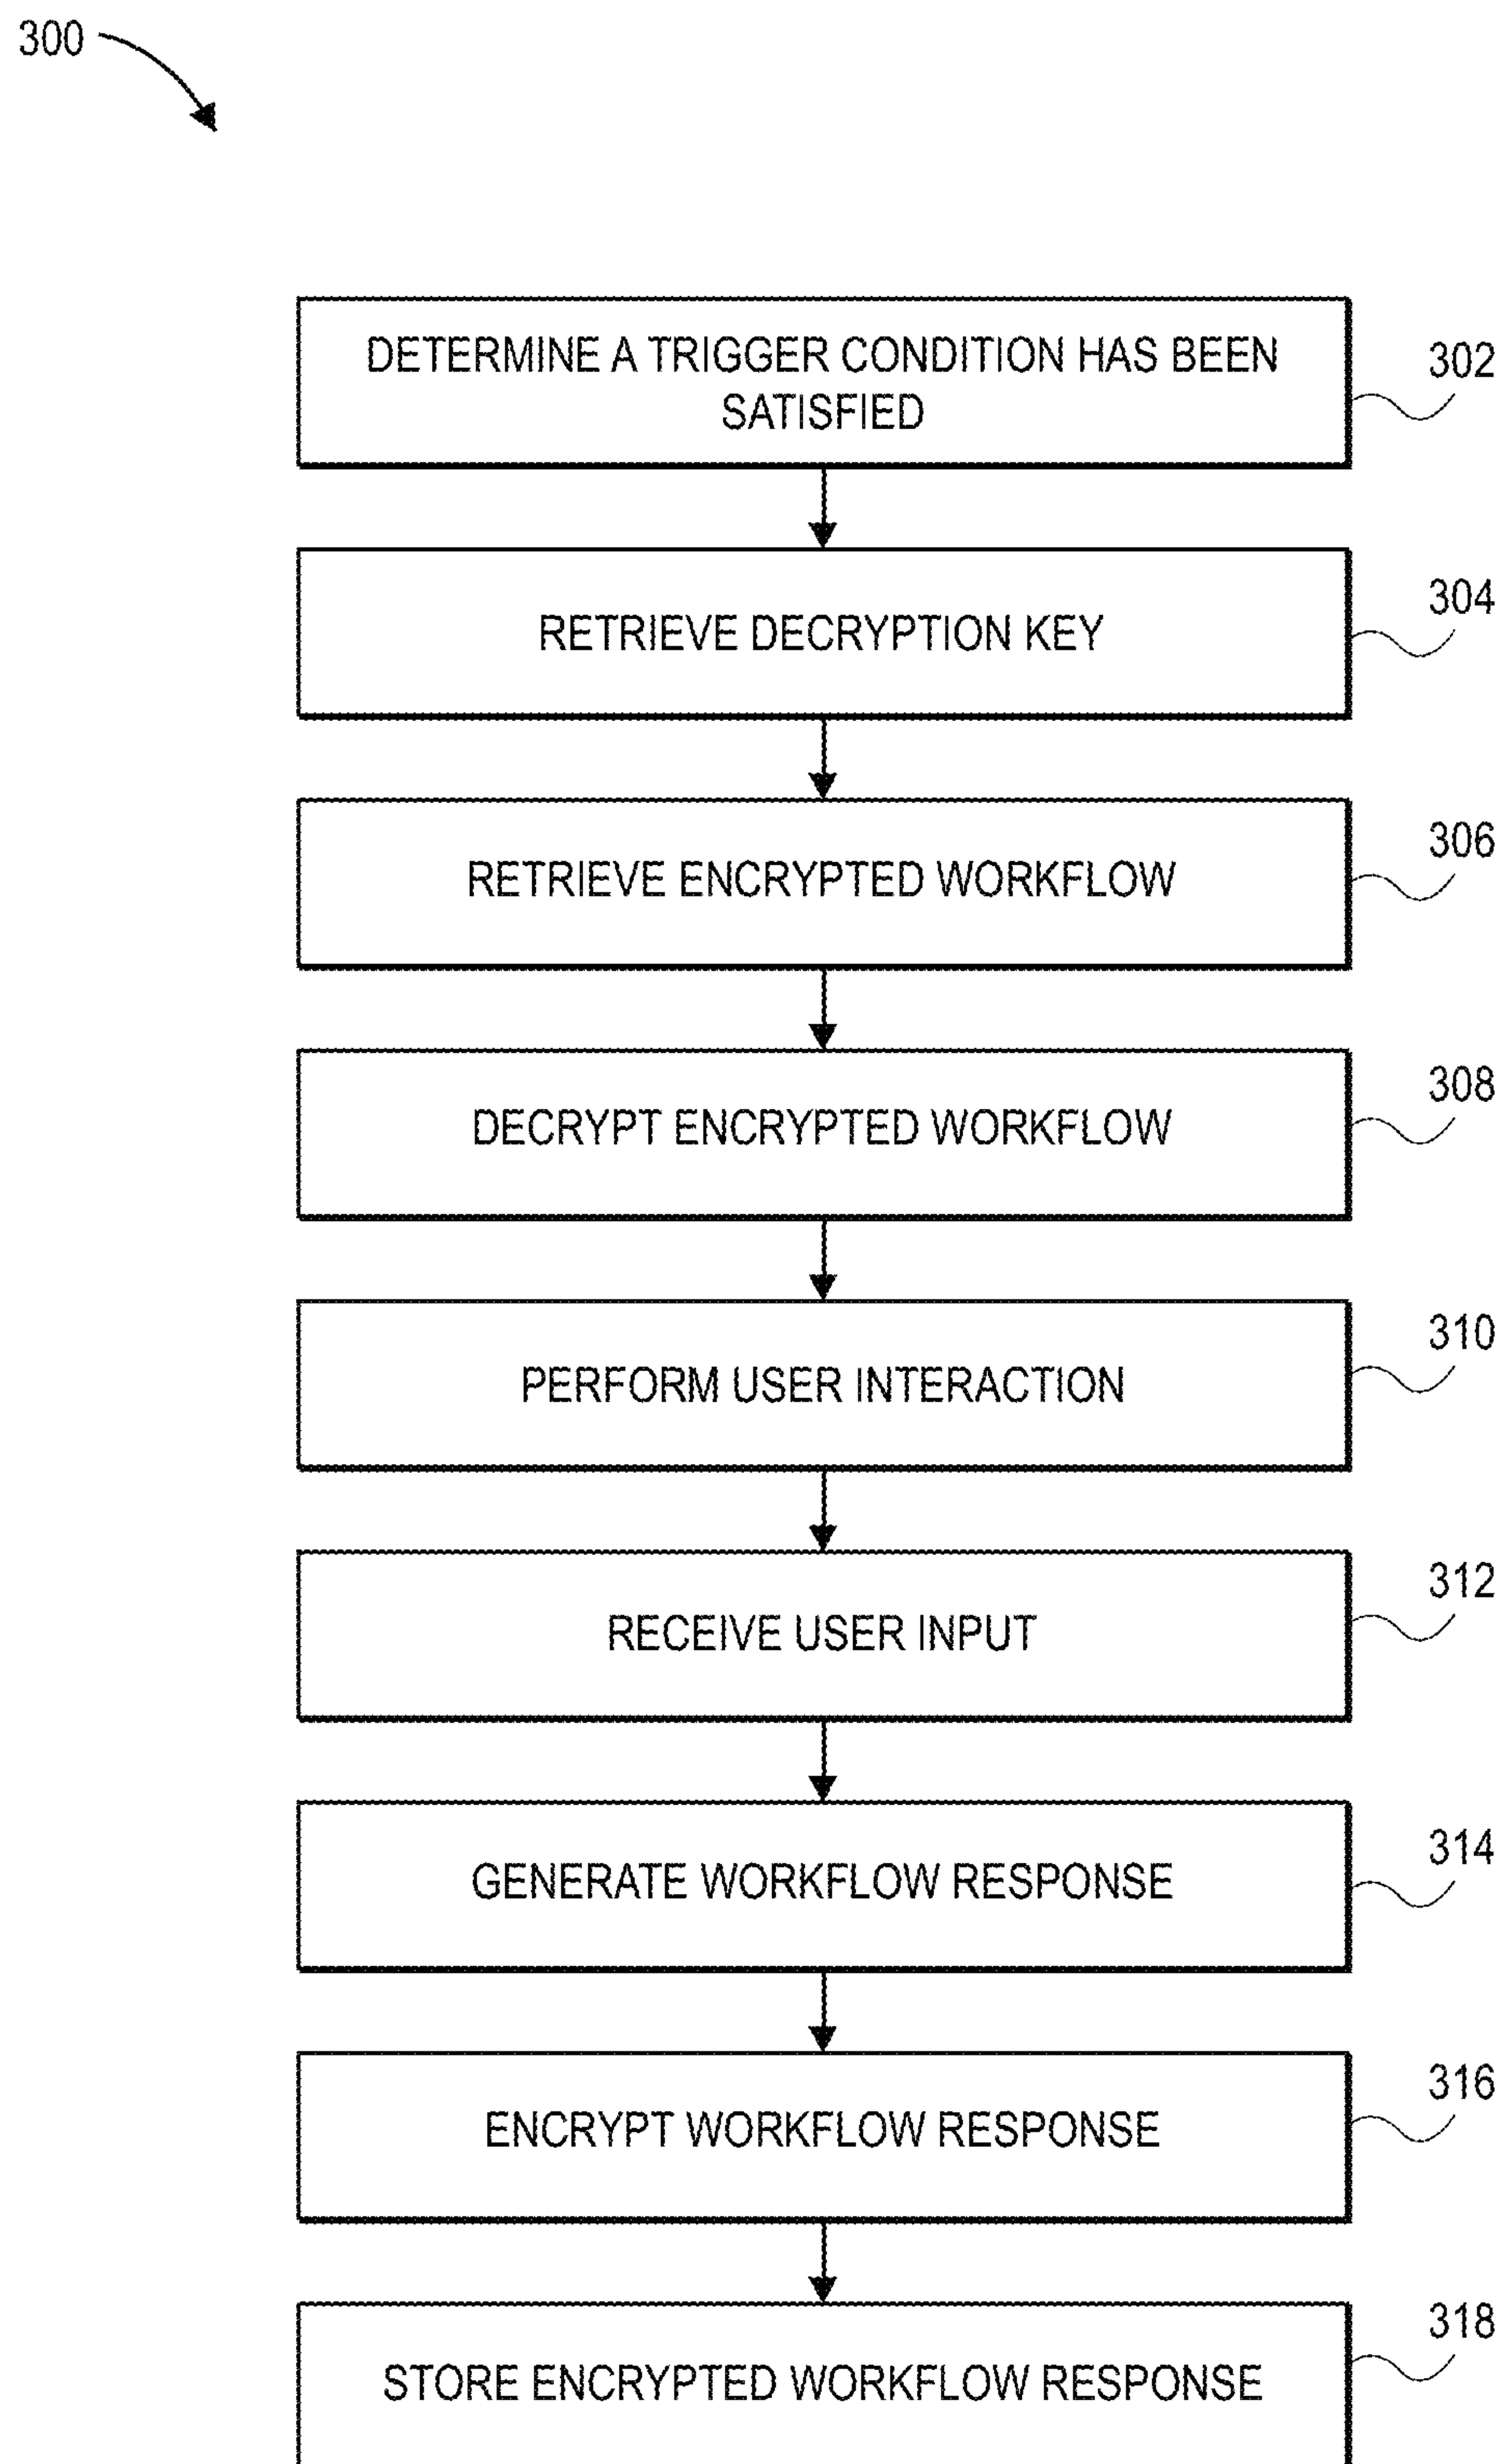 300
DETERMINE A TRIGGER CONDITION HAS BEEN
SATISFIED
302
RETRIEVE DECRYPTION KEY
304
RETRIEVE ENCRYPTED WORKFLOW
306
DECRYPT ENCRYPTED WORKFLOW
308
PERFORM USER INTERACTION
310
RECEIVE USER INPUT
312
GENERATE WORKFLOW RESPONSE
314
ENCRYPT WORKFLOW RESPONSE
316
STORE ENCRYPTED WORKFLOW RESPONSE
318